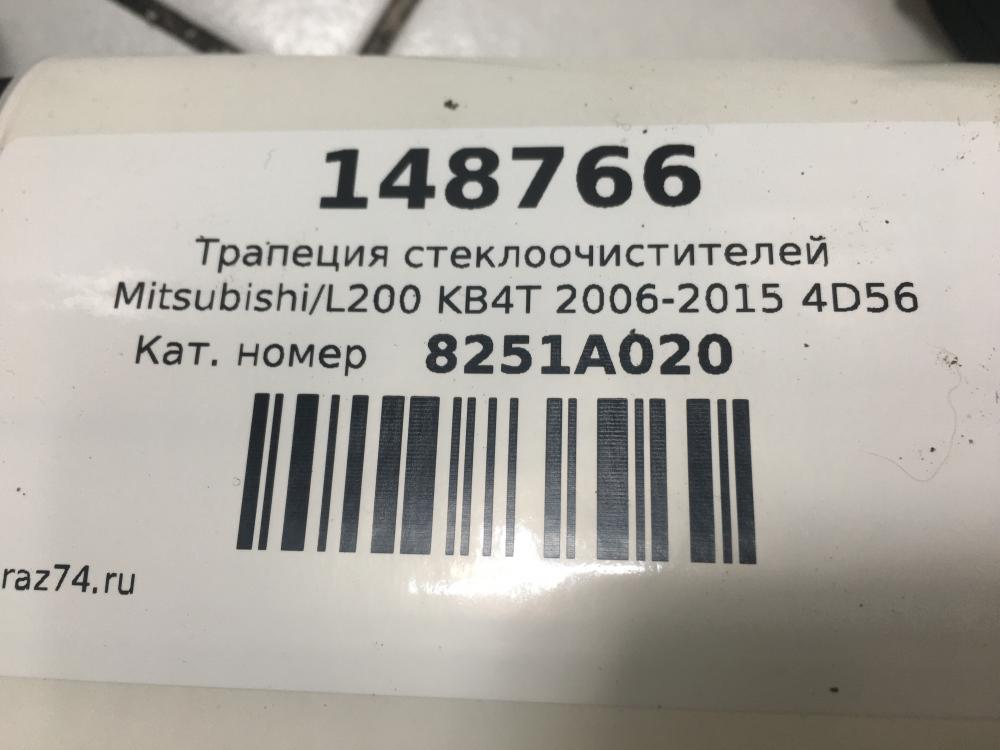 148766
Трапеция стеклоочистителей
Mitsubishi/L200 KB4T 2006-2015 4D56
Кат. номер 8251A020
raz74.ru